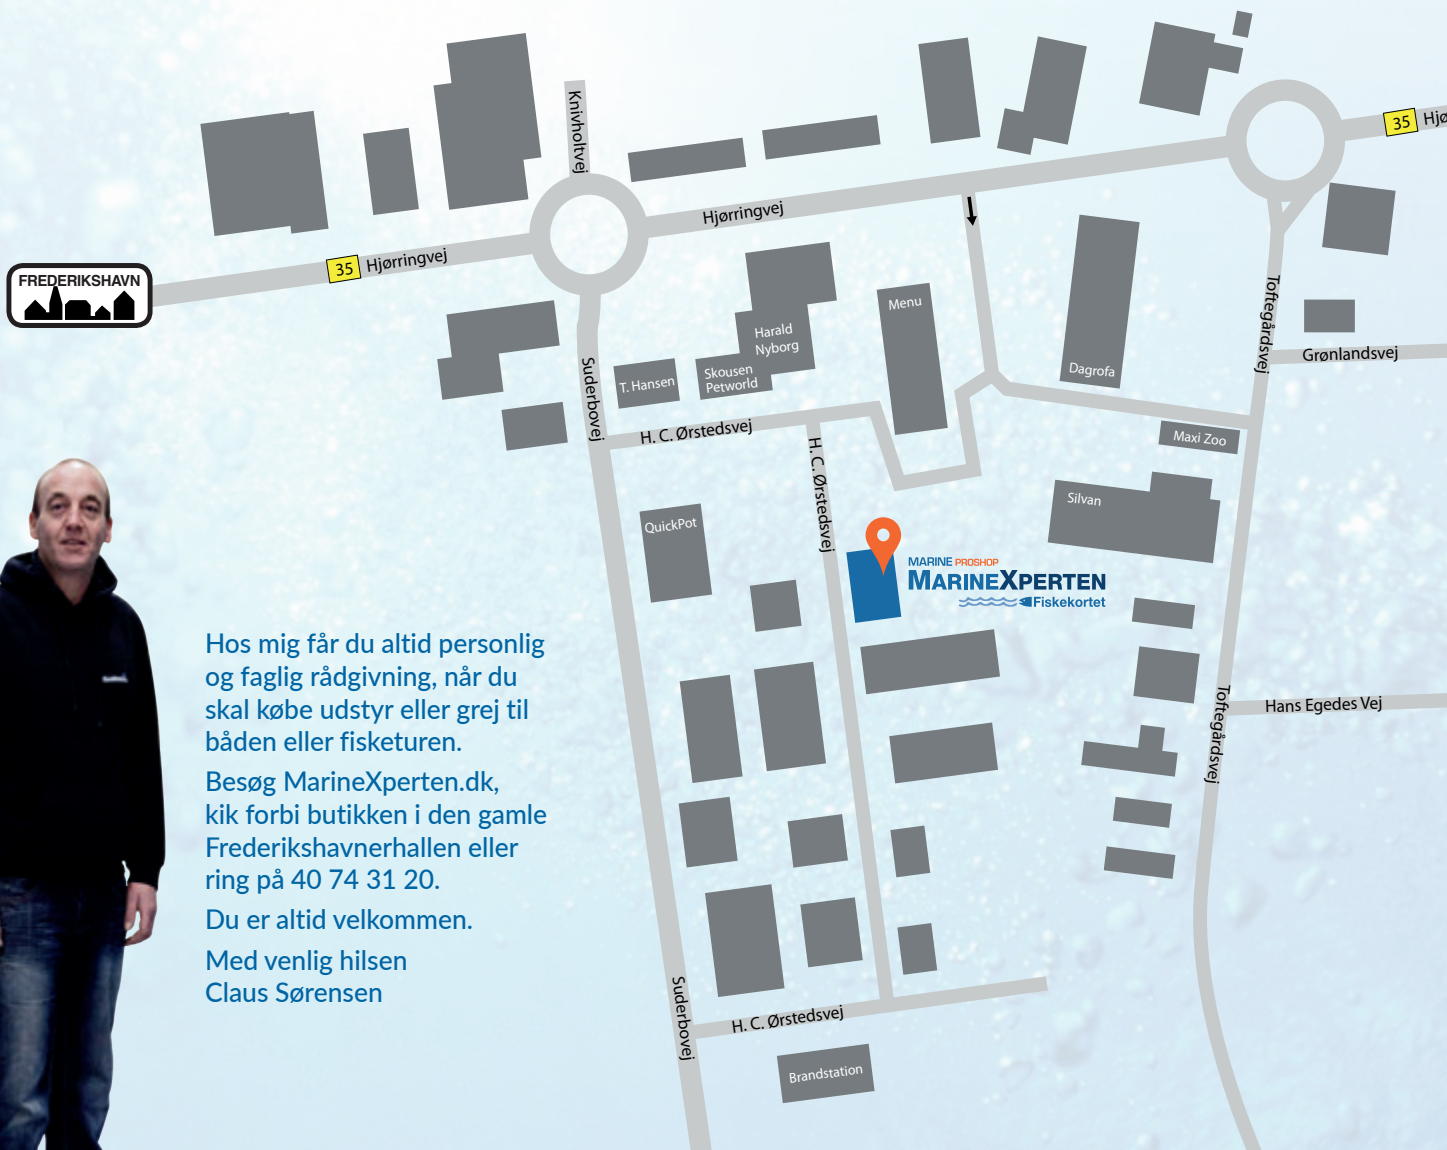 Knivholtvej
35
Hjø
Hjørringvej
35 Hjørringvej
FREDERIKSHAVN
Menu
Harald
Nyborg
Skousen
Petworld
T. Hansen
Dagrofa
Toftegårdsvej
Grønlandsvej
Suderbovej
H. C. Ørstedsvej
Maxi Zoo
H. C. Ørstedsvej
Silvan
QuickPot
MARINE PROSHOP
MARINEXPERTEN
Fiskekortet
Hos mig får du altid personlig
og faglig rådgivning, når du
skal købe udstyr eller grej til
båden eller fisketuren.
Besøg MarineXperten.dk,
kik forbi butikken i den gamle
Frederikshavnerhallen eller
ring på 40 74 31 20.
Du er altid velkommen.
Med venlig hilsen
Claus Sørensen
Toftegårdsvej
Hans Egedes Vej
Suderbovej
H. C. Ørstedsvej
Brandstation